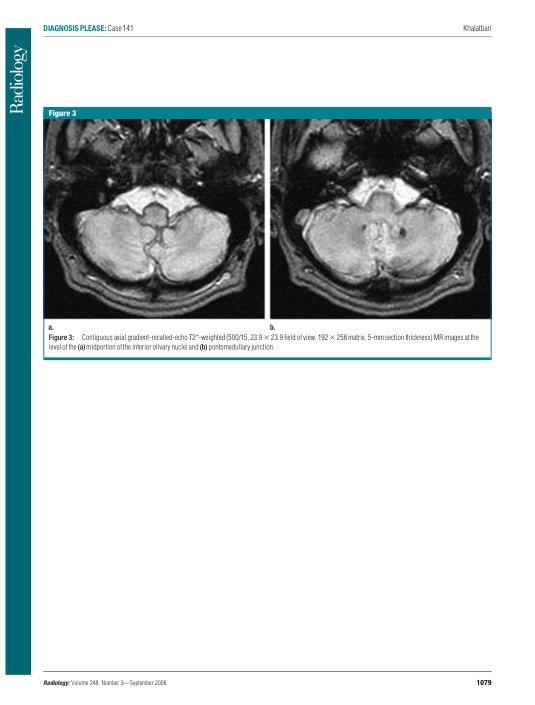 DIAGNOSIS PLEASE: Case 141
Khalatbari
Radiology
Figure 3
a.
b.
Figure 3: Contiguous axial gradient-recalled-echo T2*-weighted (500/15, 23.9 × 23.9 field of view, 192 × 256 matrix, 5-mm section thickness) MR images at the
level of the (a) midportion of the inferior olivary nuclei and (b) pontomedullary junction.
Radiology: Volume 248: Number 3—September 2008
1079